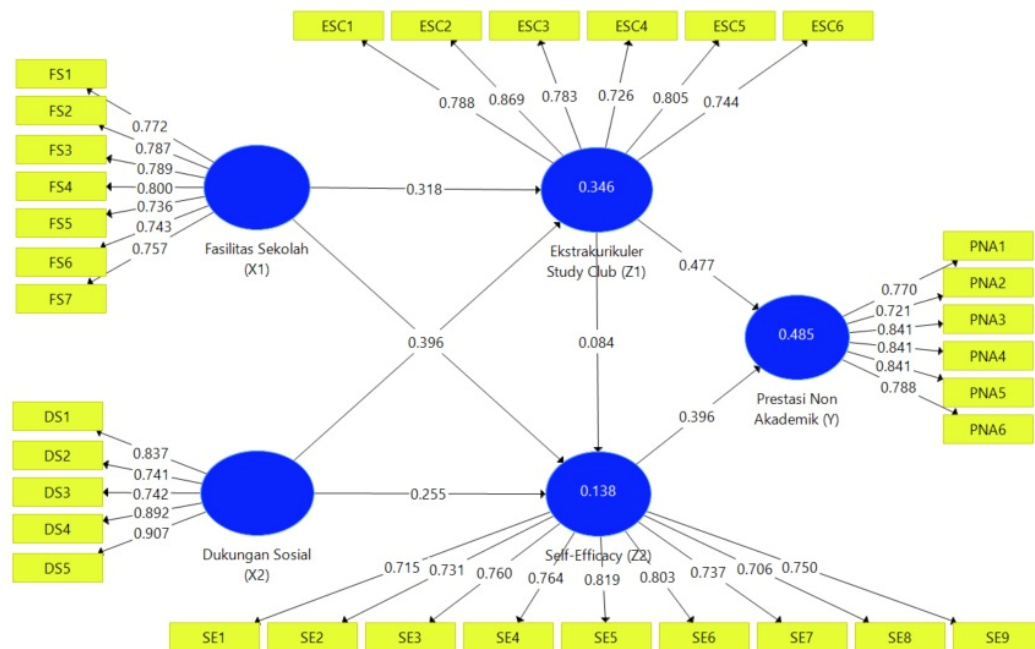 ESC1 ESC2 ESC3 ESC4 ESC5 ESC6
0.788 0.869 0.783 0.726 0.805 0.744
FS1
FS2
FS3
FS4
FS5
FS6
FS7
0.772
0.787
0.789
0.800
0.736
0.743
0.757
Fasilitas Sekolah
(X1)
0.318
0.346
Ekstrakurikuler
Study Club (Z1)
0.477
0.396
0.084
0.485
Prestasi Non
Akademik (Y)
0.770
0.721
0.841
0.841
0.841
0.788
PNA1
PNA2
PNA3
PNA4
PNA5
PNA6
0.396
DS1
DS2
DS3
DS4
DS5
0.837
0.741
0.742
0.892
0.907
Dukungan Sosial
(X2)
0.255
0.138
Self-Efficacy (Z2)
0.715 0.731 0.760 0.764 0.819 0.803 0.737 0.706 0.750
SE1 SE2 SE3 SE4 SE5 SE6 SE7 SE8 SE9